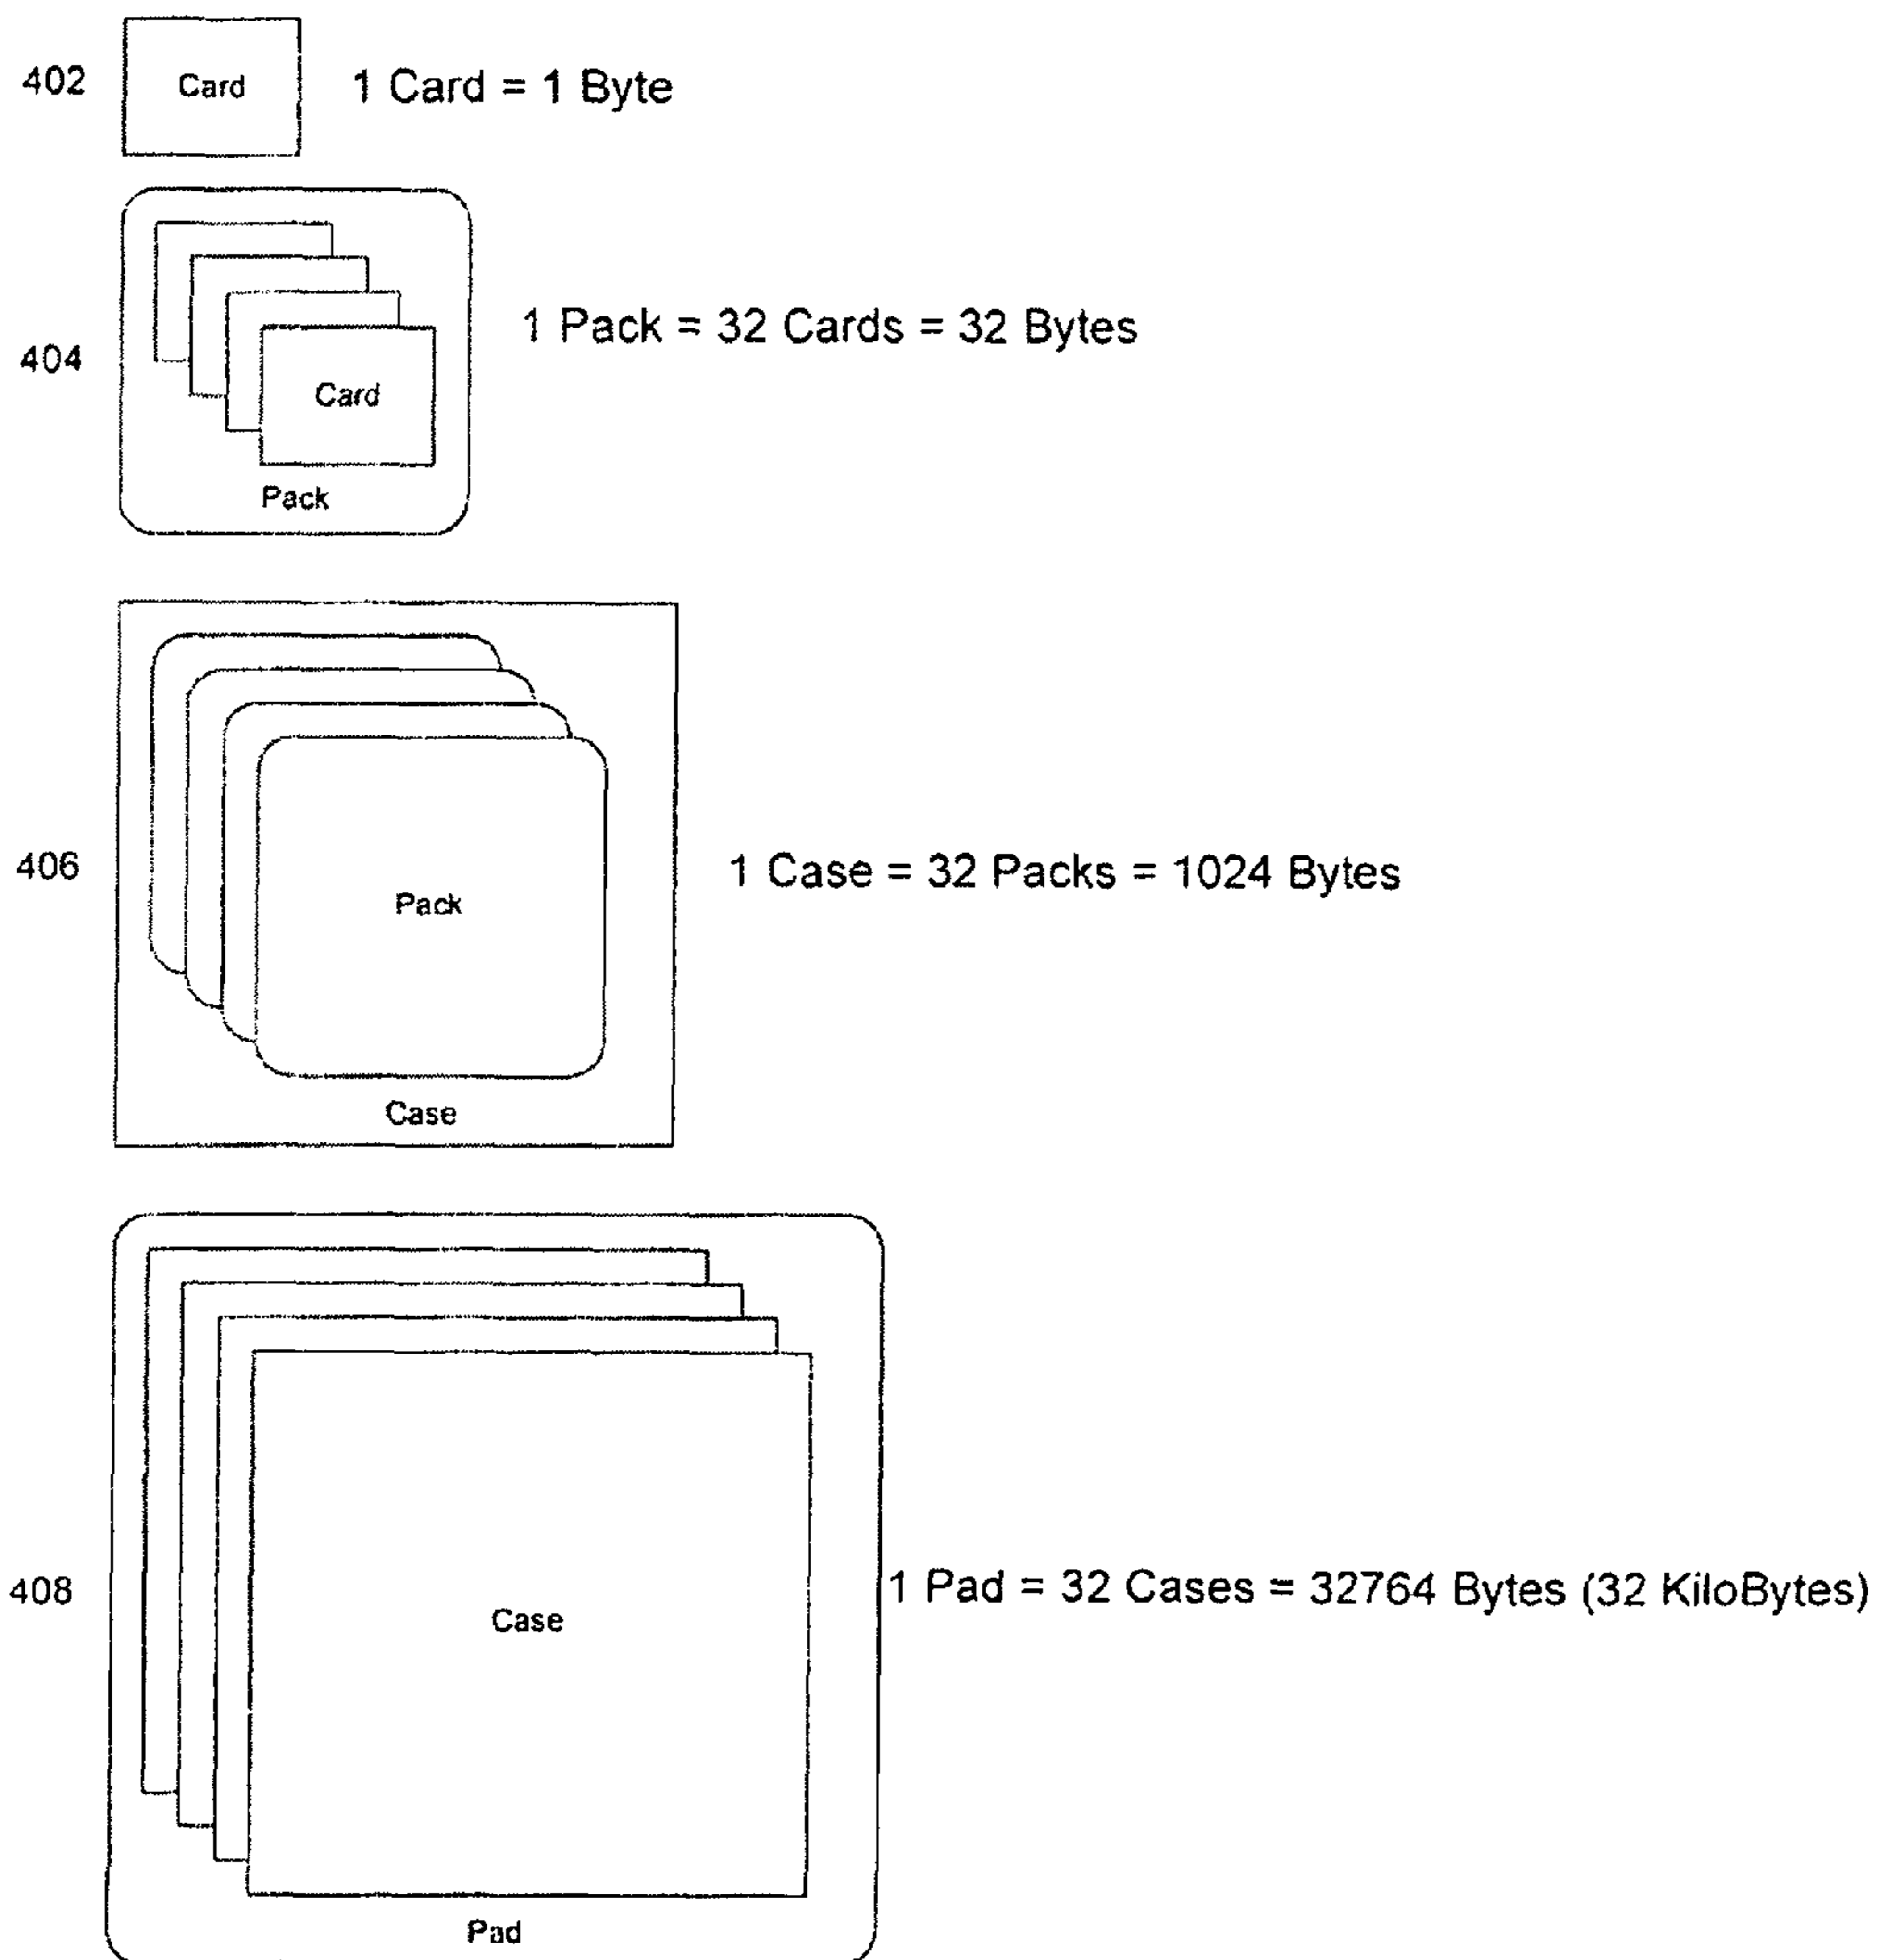 402 Card 1 Card = 1 Byte
404 Card Pack 1 Pack = 32 Cards = 32 Bytes
406 Pack Case 1 Case = 32 Packs = 1024 Bytes
408 Case Pad 1 Pad = 32 Cases = 32764 Bytes (32 KiloBytes)